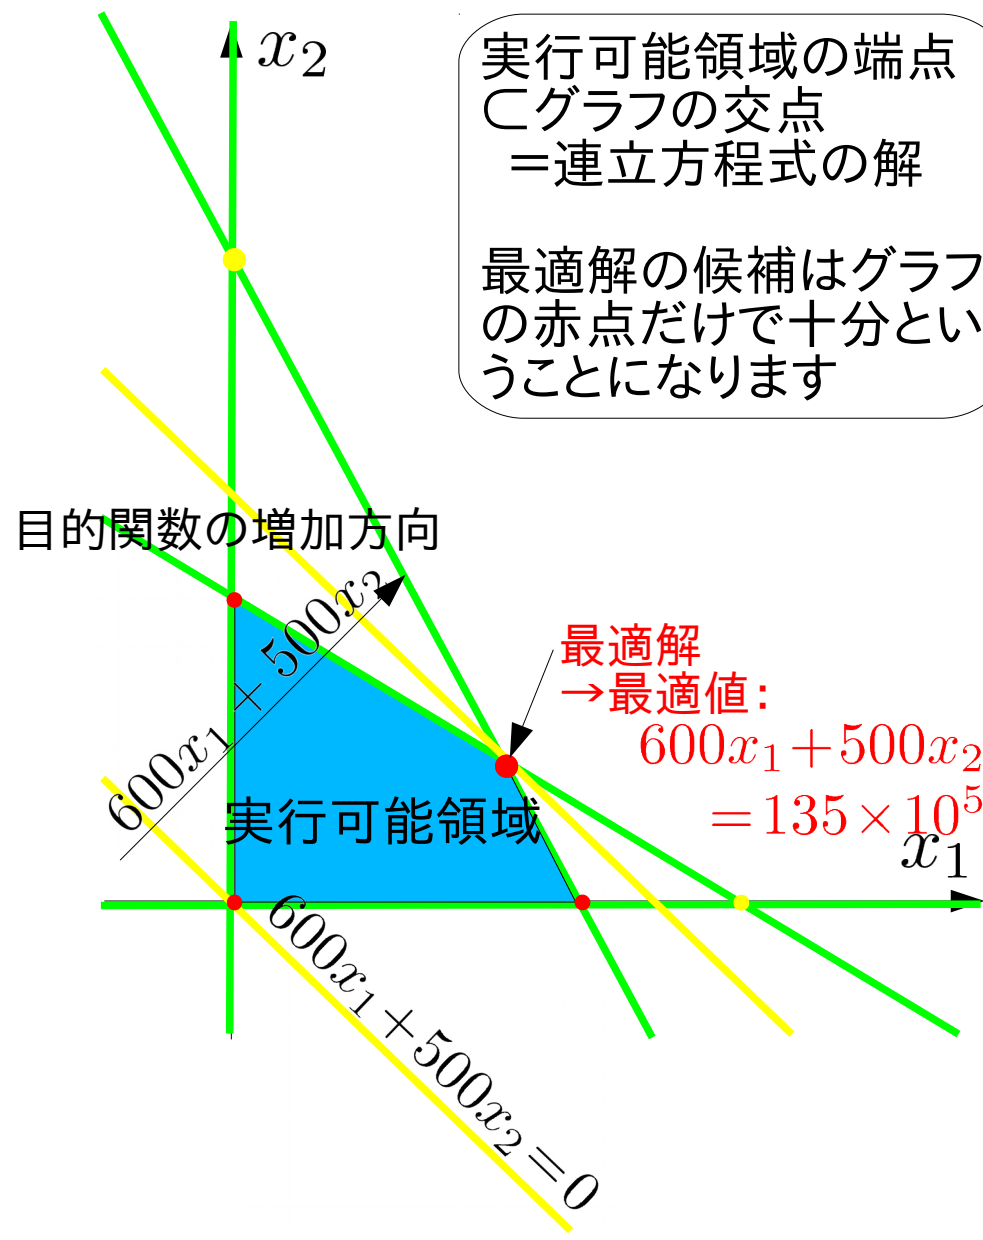 x₂
実行可能領域の端点
⊂グラフの交点
＝連立方程式の解
最適解の候補はグラフ
の赤点だけで十分とい
うことになります
目的関数の増加方向
600x₁+500x₂
最適解
→最適値:
600x₁+500x₂
=135×10⁵
x₁
実行可能領域
600x₁+500x₂=0